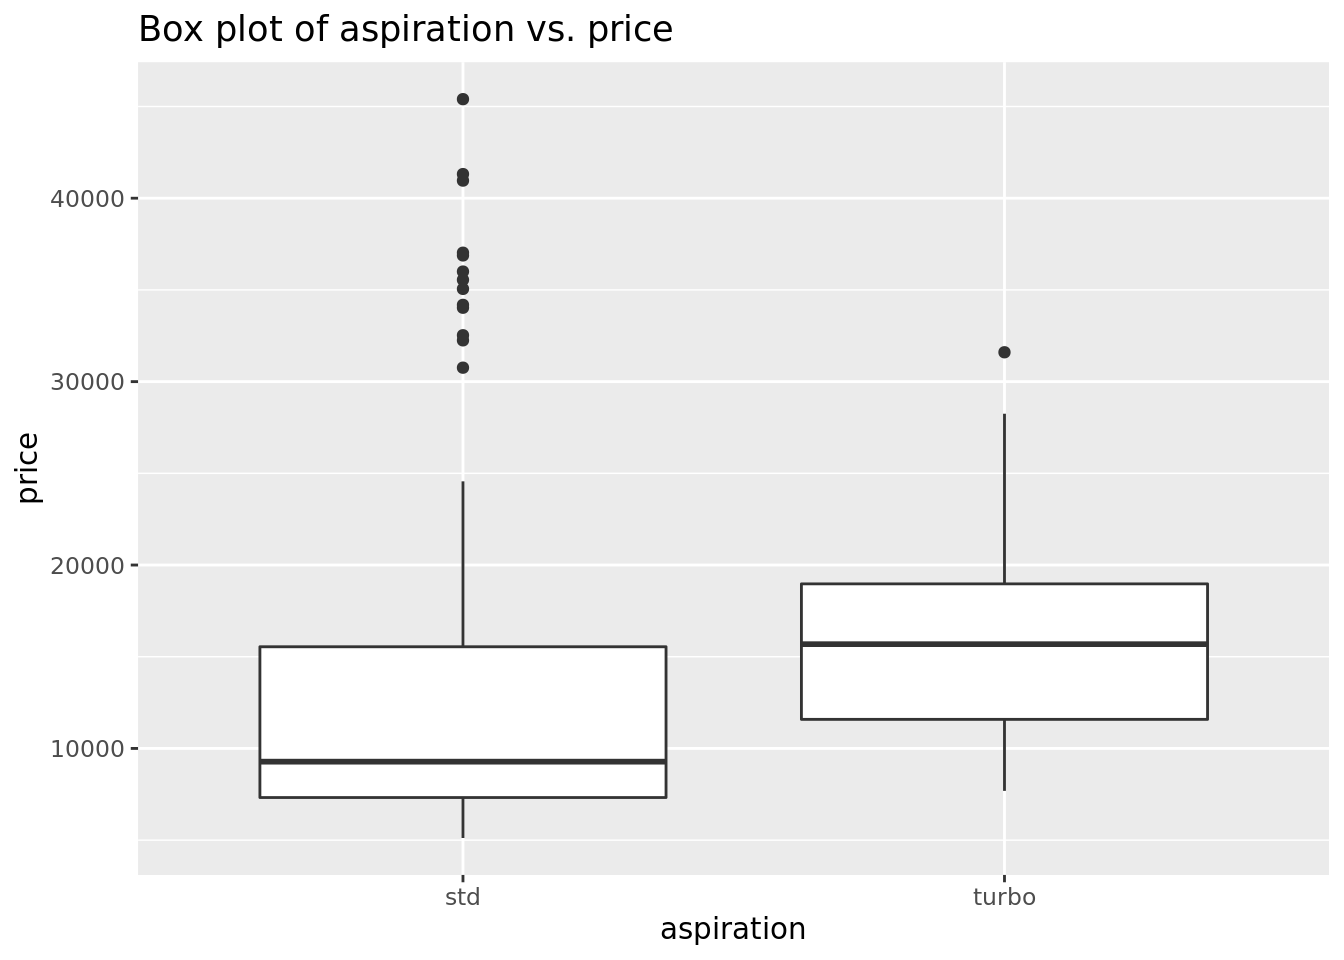 Box plot of aspiration vs. price
40000
30000
20000
10000
price
std
turbo
aspiration